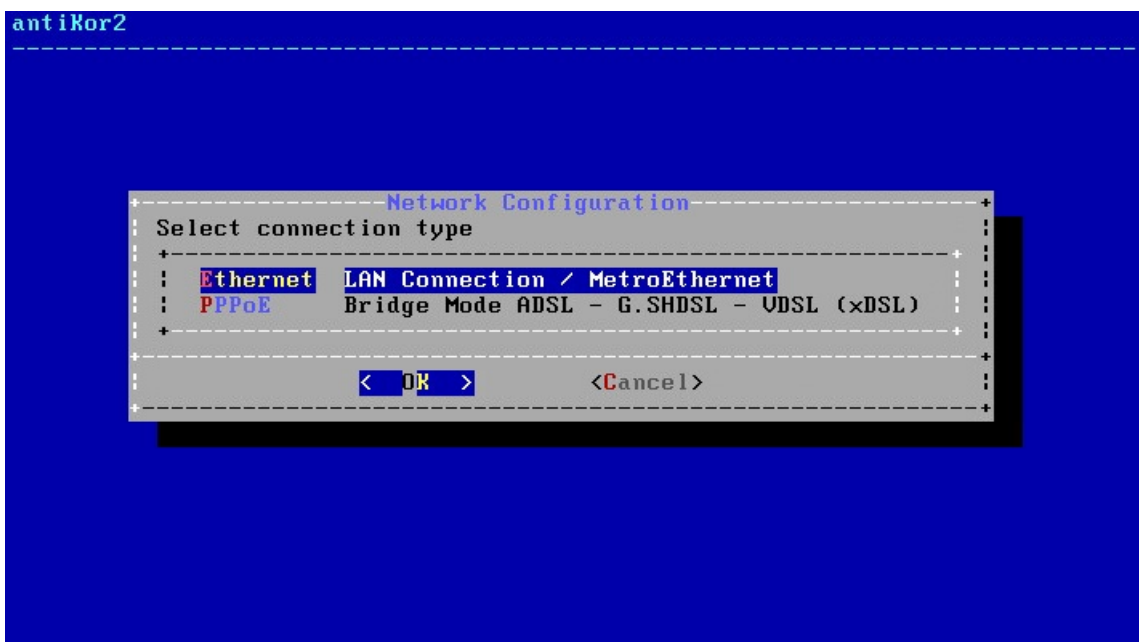 antiKor2
Network Configuration
Select connection type
Ethernet LAN Connection / MetroEthernet
PPPoE Bridge Mode ADSL - G.SHDSL - VDSL (xDSL)
< OK > <Cancel>